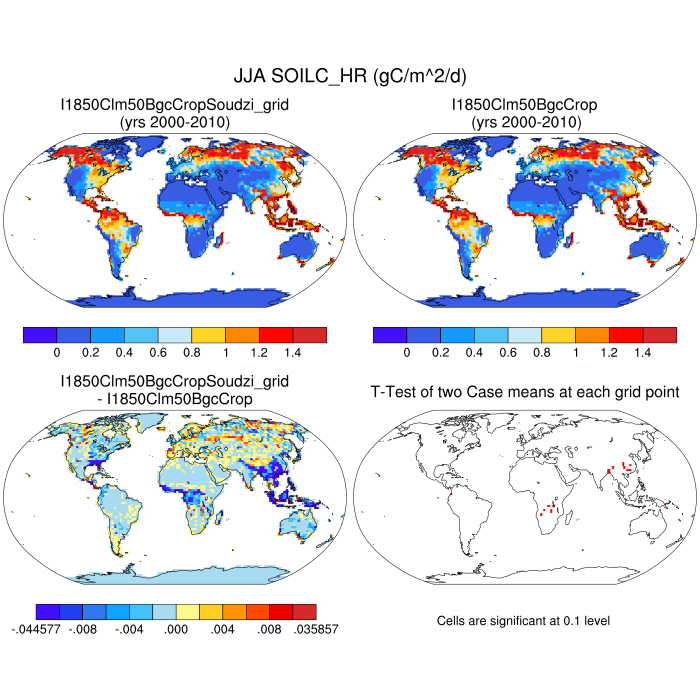 JJA SOILC_HR (gC/m^2/d)
I1850Clm50BgcCropSoudzi_grid
(yrs 2000-2010)
I1850Clm50BgcCrop
(yrs 2000-2010)
0 0.2 0.4 0.6 0.8 1 1.2 1.4
0 0.2 0.4 0.6 0.8 1 1.2 1.4
I1850Clm50BgcCropSoudzi_grid
- I1850Clm50BgcCrop
T-Test of two Case means at each grid point
-.044577 -.008 -.004 .000 .004 .008 .035857
Cells are significant at 0.1 level